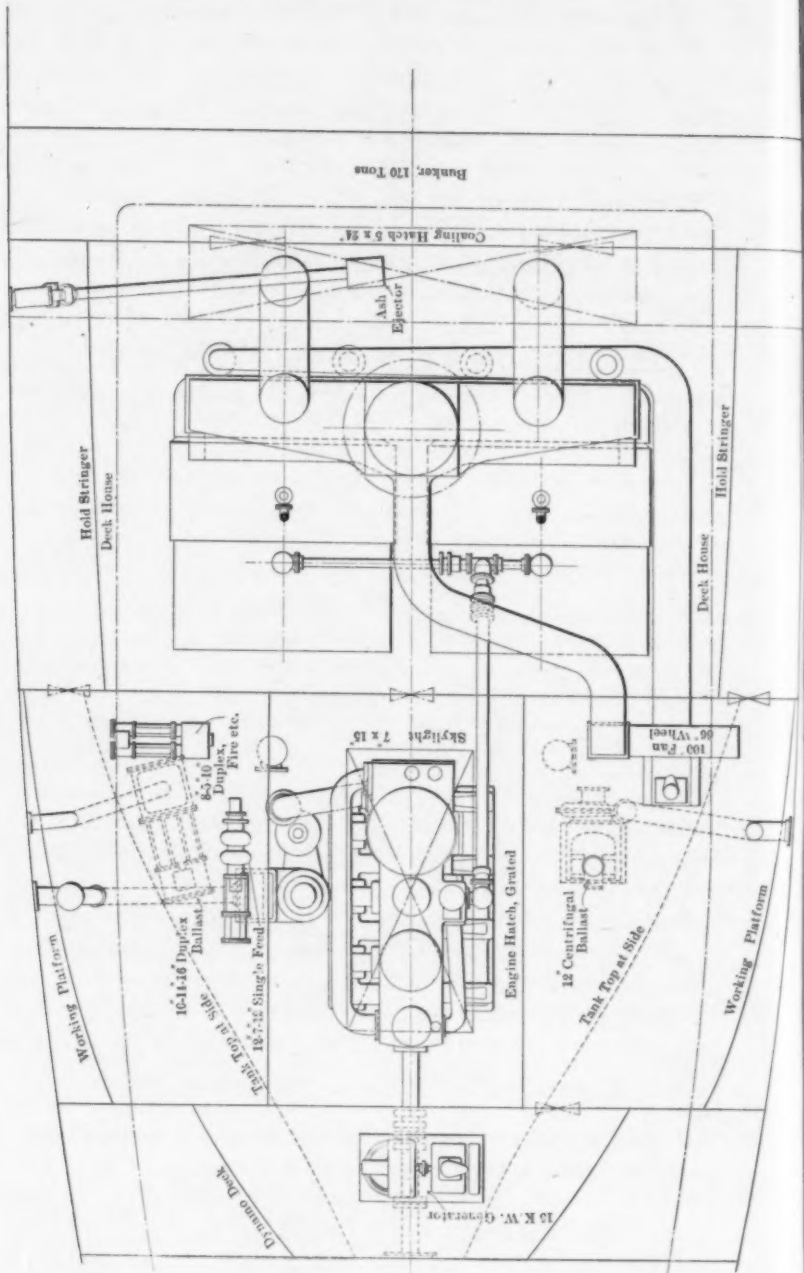 Bunker, 170 Tons
Coaling Hatch 5 x 24'
Ash
Ejector
Hold Stringer
Deck House
Deck House
Hold Stringer
8-5-10"
Duplex,
Fire etc.
Skylight 7' x 15'
100" Fan
66" Wheel
10-14-16" Duplex
Ballast
12-7-12" Single Feed
Engine Hatch, Grated
12" Centrifugal
Ballast
Working Platform
Tank Top at Side
Tank Top at Side
Working Platform
Dynamo Deck
15 K.W. Generator